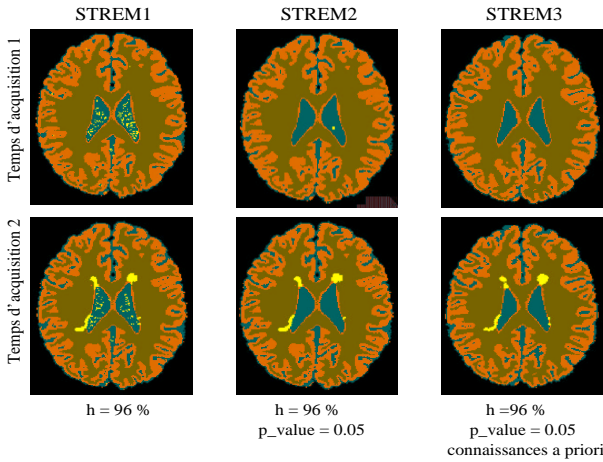 STREM1 STREM2 STREM3
Temps d'acquisition 1
Temps d'acquisition 2
h = 96 % h = 96 % h =96 %
p_value = 0.05 p_value = 0.05
connaissances a priori